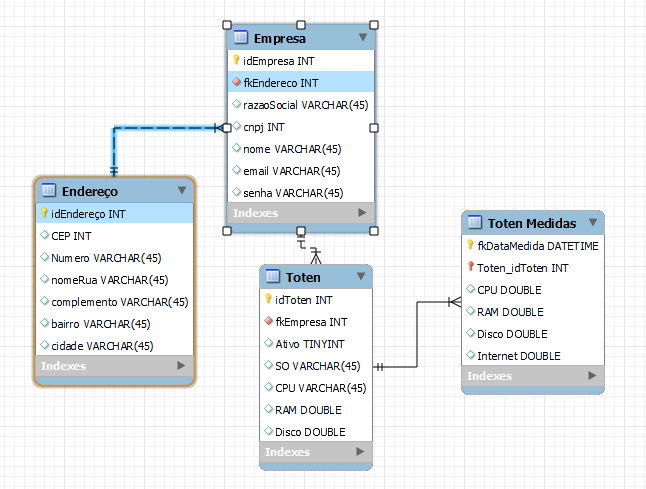 Empresa
idEmpresa INT
fkEndereco INT
razaoSocial VARCHAR(45)
cnpj INT
nome VARCHAR(45)
email VARCHAR(45)
senha VARCHAR(45)
Indexes
Endereço
idEndereço INT
CEP INT
Numero VARCHAR(45)
nomeRua VARCHAR(45)
complemento VARCHAR(45)
bairro VARCHAR(45)
cidade VARCHAR(45)
Indexes
Toten
idToten INT
fkEmpresa INT
Ativo TINYINT
SO VARCHAR(45)
CPU VARCHAR(45)
RAM DOUBLE
Disco DOUBLE
Indexes
Toten Medidas
fkDataMedida DATETIME
Toten_idToten INT
CPU DOUBLE
RAM DOUBLE
Disco DOUBLE
Internet DOUBLE
Indexes